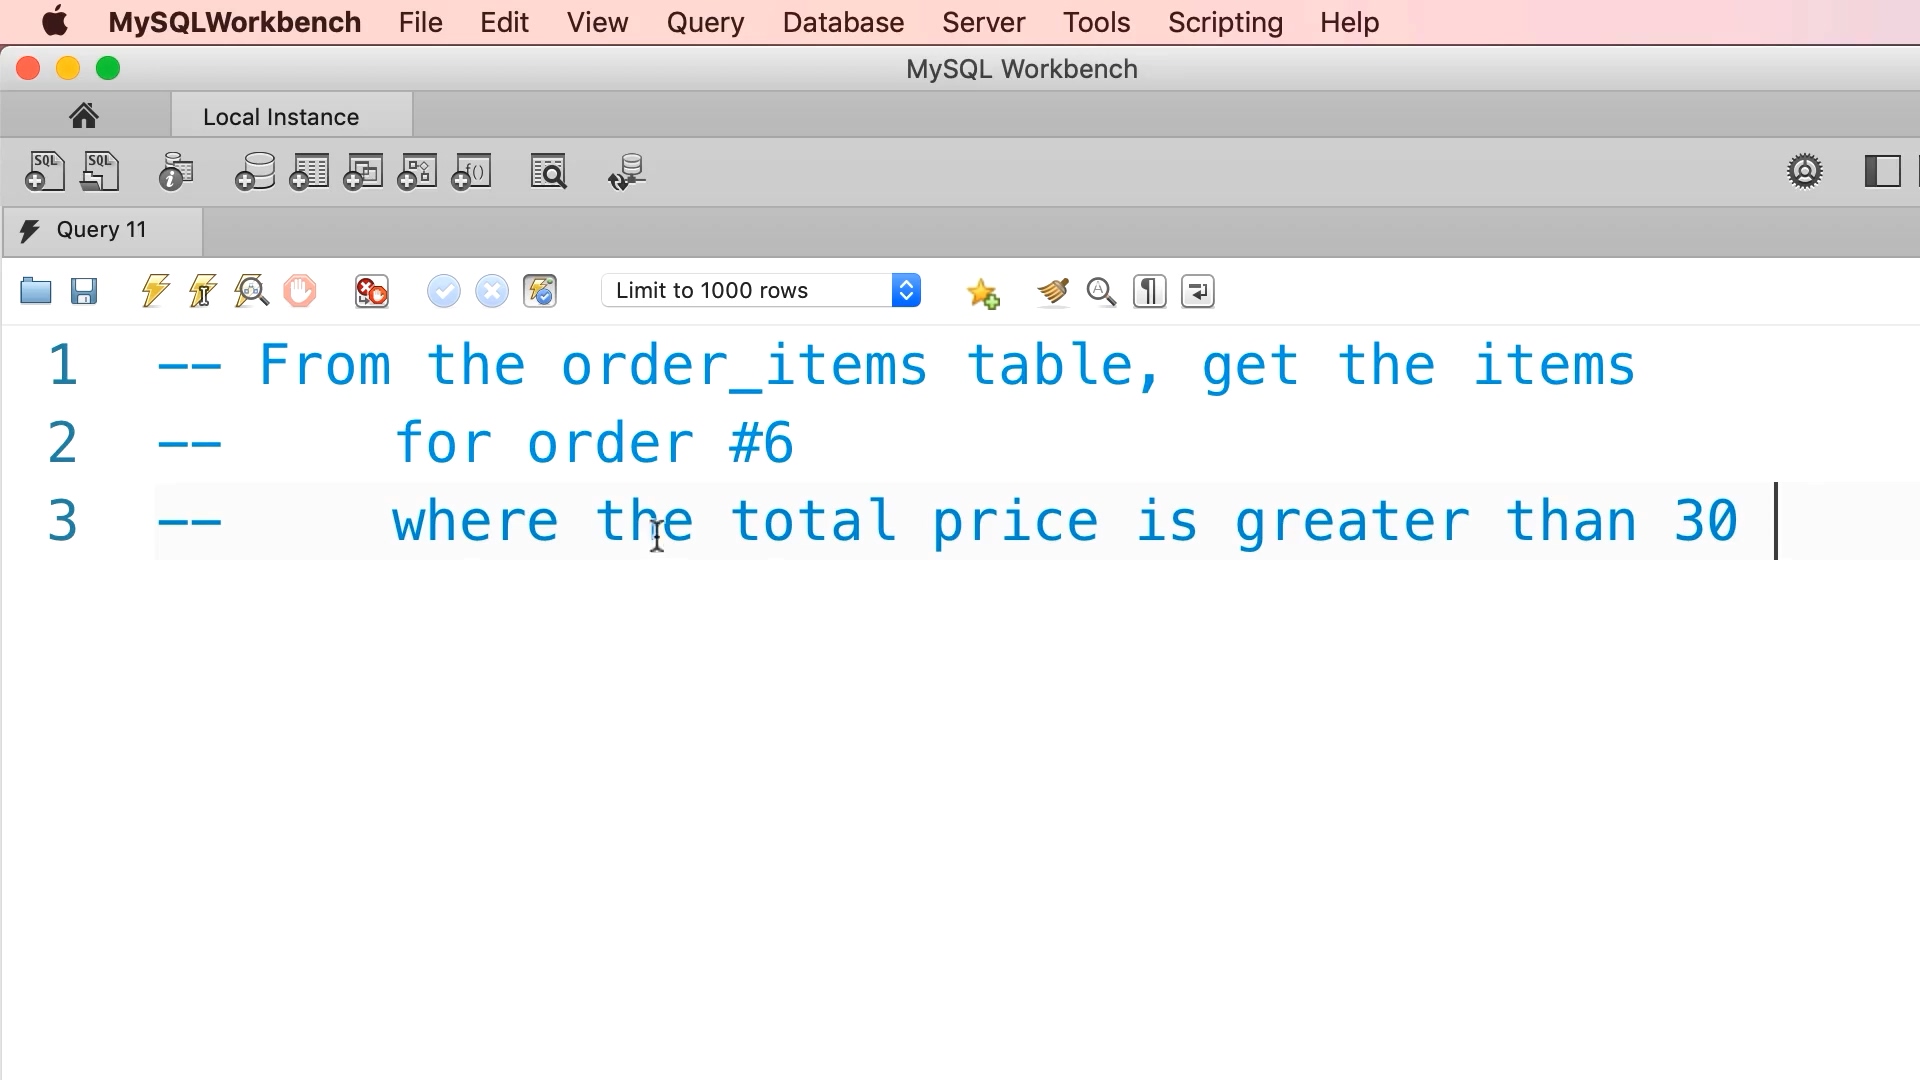 MySQLWorkbench File Edit View Query Database Server Tools Scripting Help
MySQL Workbench
Local Instance
SQL SQL
Query 11
Limit to 1000 rows
1 -- From the order_items table, get the items
2 -- for order #6
3 -- where the total price is greater than 30